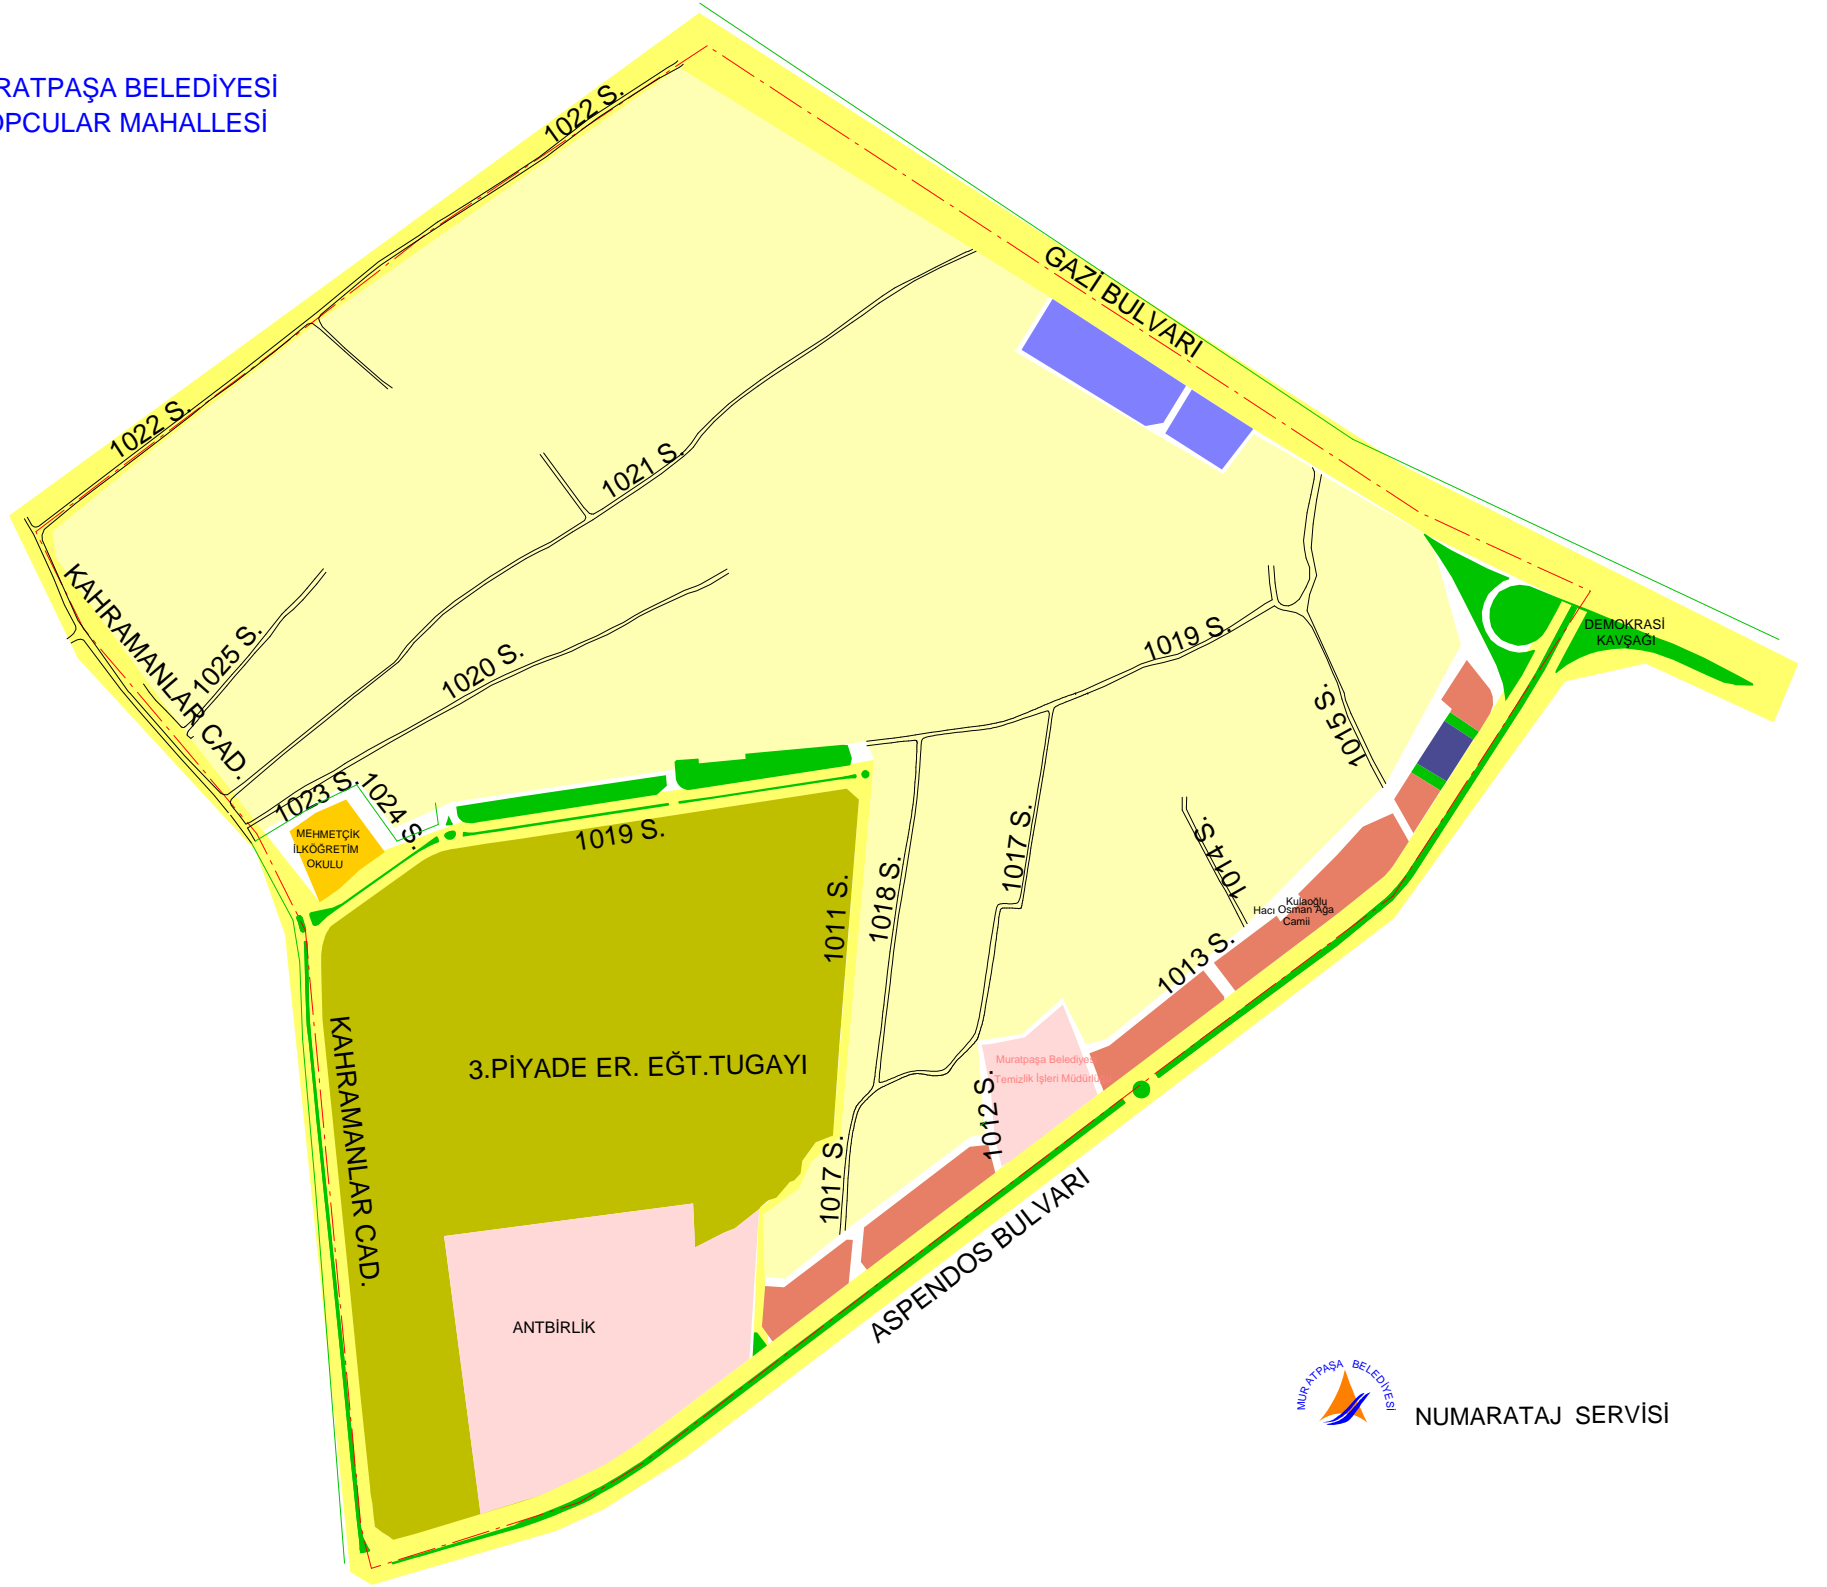 RATPAŞA BELEDİYESİ
OPCULAR MAHALLESİ
1022 S.
GAZİ BULVARI
1022 S.
1021 S.
KAHRAMANLAR CAD.
1025 S.
1020 S.
1019 S.
DEMOKRASİ
KAVŞAĞI
1015 S.
1023 S.
1024 S.
MEHMETÇİK
İLKÖĞRETİM
OKULU
1019 S.
1011 S.
1018 S.
1017 S.
1014 S.
Kulaoğlu
Hacı Osman Ağa
Camii
1013 S.
KAHRAMANLAR CAD.
3.PİYADE ER. EĞT.TUGAYI
Muratpaşa Belediyes
Temizlik İşleri Müdürlü
1012 S.
1017 S.
ASPENDOS BULVARI
ANTBİRLİK
MURATPAŞA BELEDİYESİ
NUMARATAJ SERVİSİ